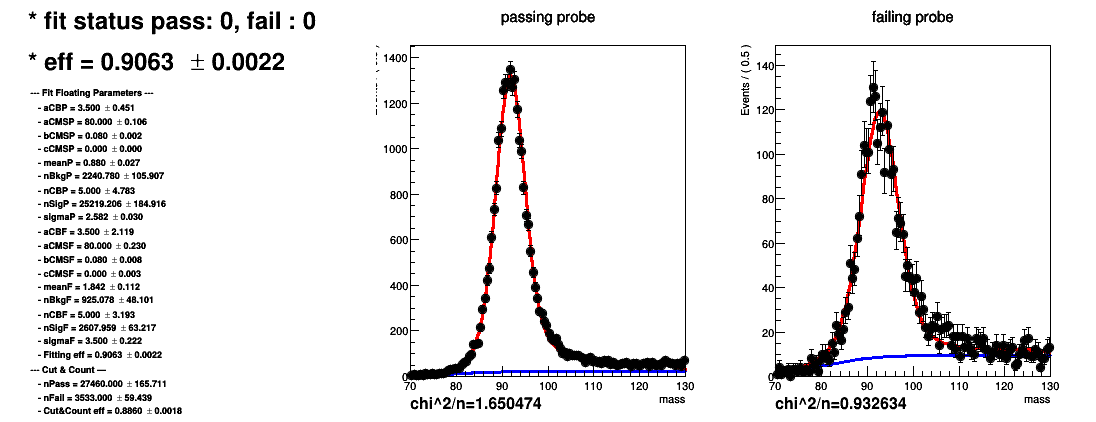 * fit status pass: 0, fail : 0
* eff = 0.9063 ± 0.0022
--- Fit Floating Parameters ---
- aCBP = 3.500 ± 0.451
- aCMSP = 80.000 ± 0.106
- bCMSP = 0.080 ± 0.002
- cCMSP = 0.000 ± 0.000
- meanP = 0.880 ± 0.027
- nBkgP = 2240.780 ± 105.907
- nCBP = 5.000 ± 4.783
- nSigP = 25219.206 ± 184.916
- sigmaP = 2.582 ± 0.030
- aCBF = 3.500 ± 2.119
- aCMSF = 80.000 ± 0.230
- bCMSF = 0.080 ± 0.008
- cCMSF = 0.000 ± 0.003
- meanF = 1.842 ± 0.112
- nBkgF = 925.078 ± 48.101
- nCBF = 5.000 ± 3.193
- nSigF = 2607.959 ± 63.217
- sigmaF = 3.500 ± 0.222
- Fitting eff = 0.9063 ± 0.0022
--- Cut & Count ---
- nPass = 27460.000 ± 165.711
- nFail = 3533.000 ± 59.439
- Cut&Count eff = 0.8860 ± 0.0018
passing probe
1400
1200
1000
800
600
400
200
0
70 80 90 100 110 120 130
mass
chi^2/n=1.650474
failing probe
Events / ( 0.5 )
140
120
100
80
60
40
20
0
70 80 90 100 110 120 130
mass
chi^2/n=0.932634